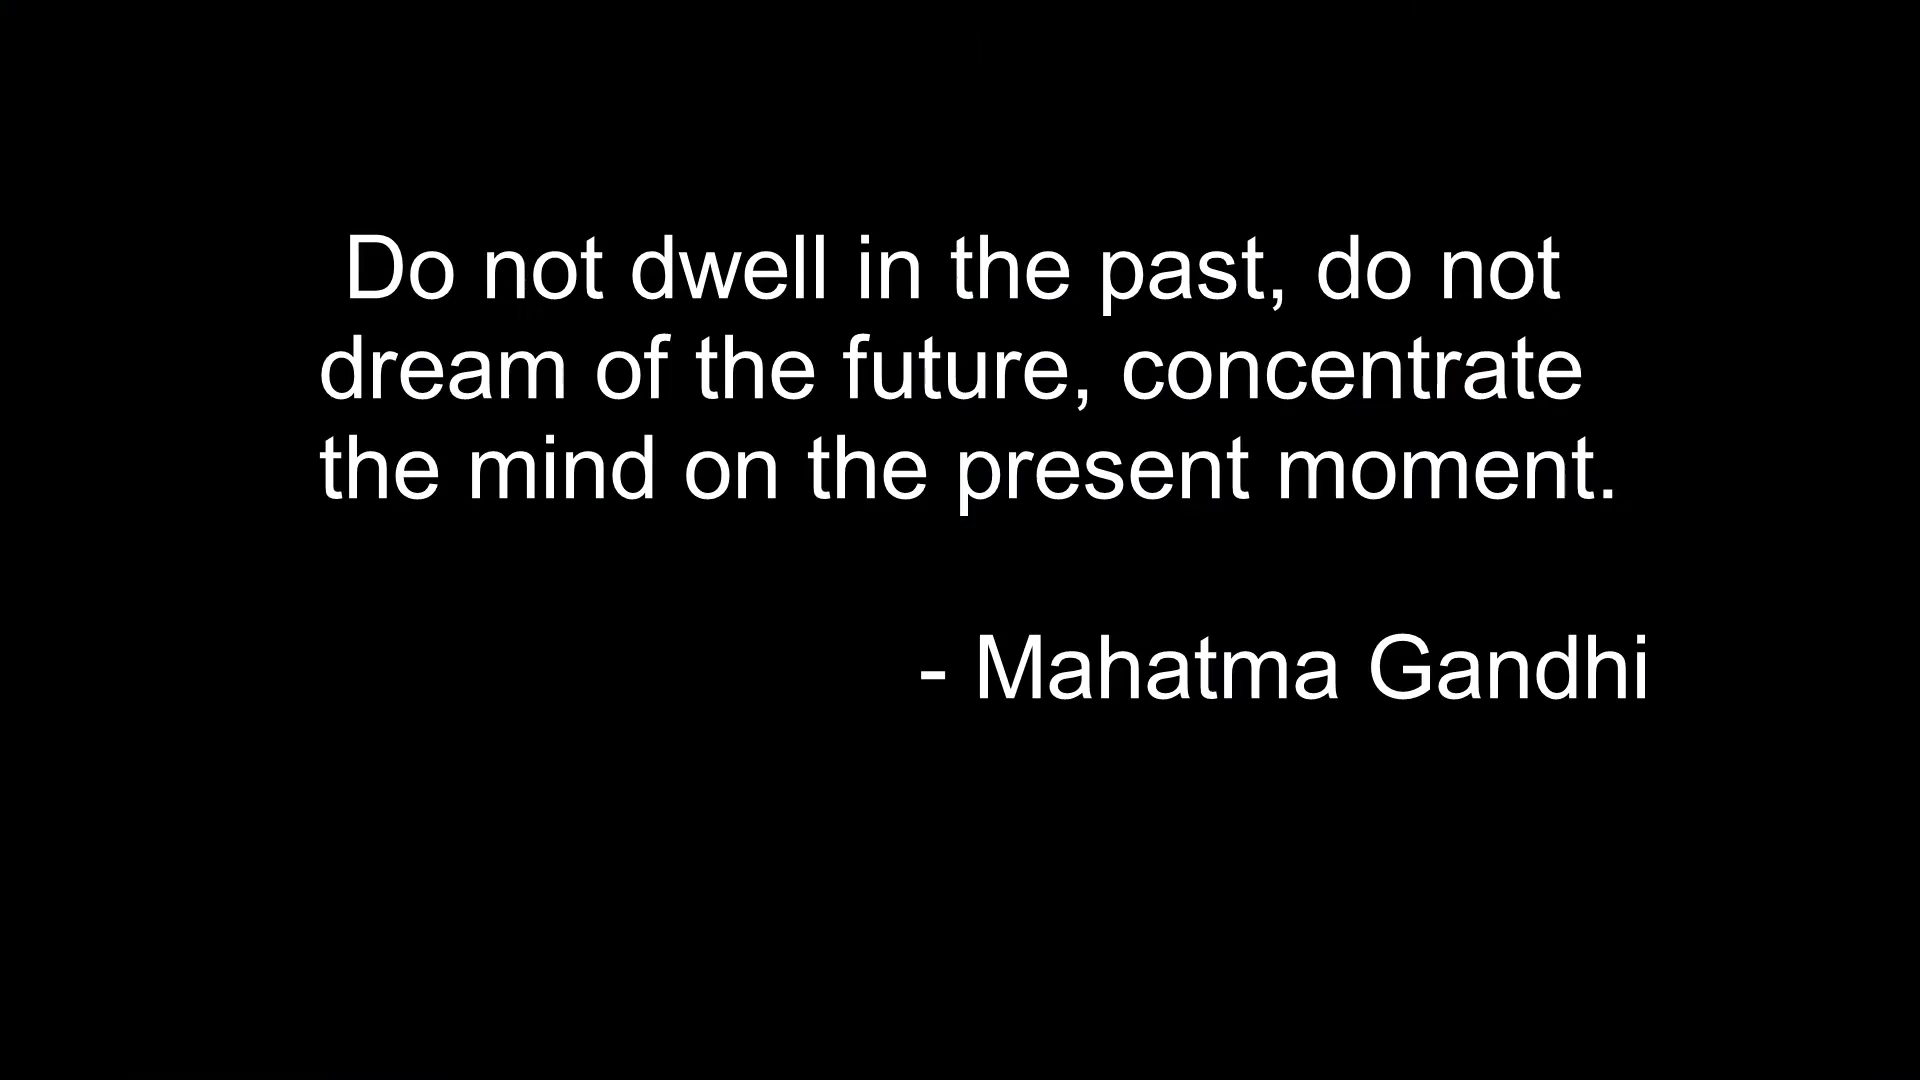 Do not dwell in the past, do not
dream of the future, concentrate
the mind on the present moment.
- Mahatma Gandhi